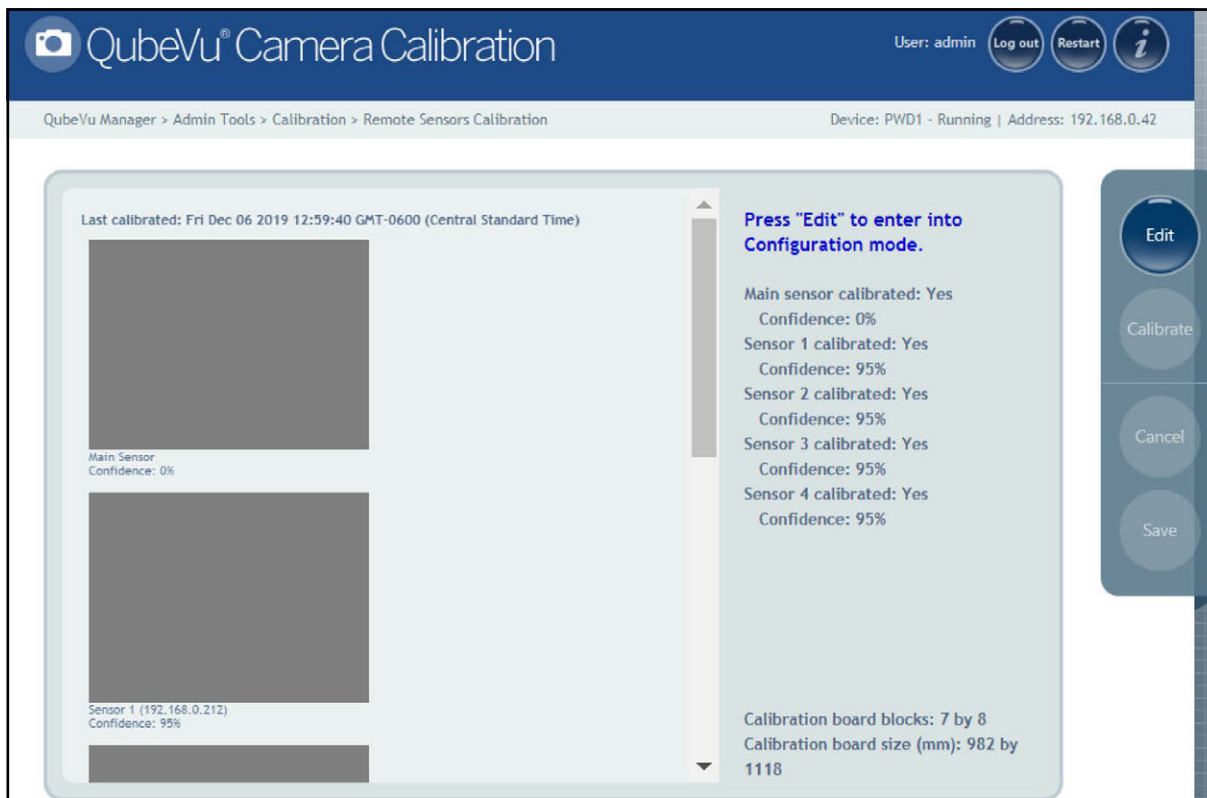 QubeVu® Camera Calibration
User: admin
Log out
Restart
i
QubeVu Manager > Admin Tools > Calibration > Remote Sensors Calibration
Device: PWD1 - Running | Address: 192.168.0.42
Last calibrated: Fri Dec 06 2019 12:59:40 GMT-0600 (Central Standard Time)
Main Sensor
Confidence: 0%
Sensor 1 (192.168.0.212)
Confidence: 95%
Press "Edit" to enter into
Configuration mode.
Main sensor calibrated: Yes
Confidence: 0%
Sensor 1 calibrated: Yes
Confidence: 95%
Sensor 2 calibrated: Yes
Confidence: 95%
Sensor 3 calibrated: Yes
Confidence: 95%
Sensor 4 calibrated: Yes
Confidence: 95%
Calibration board blocks: 7 by 8
Calibration board size (mm): 982 by
1118
Edit
Calibrate
Cancel
Save